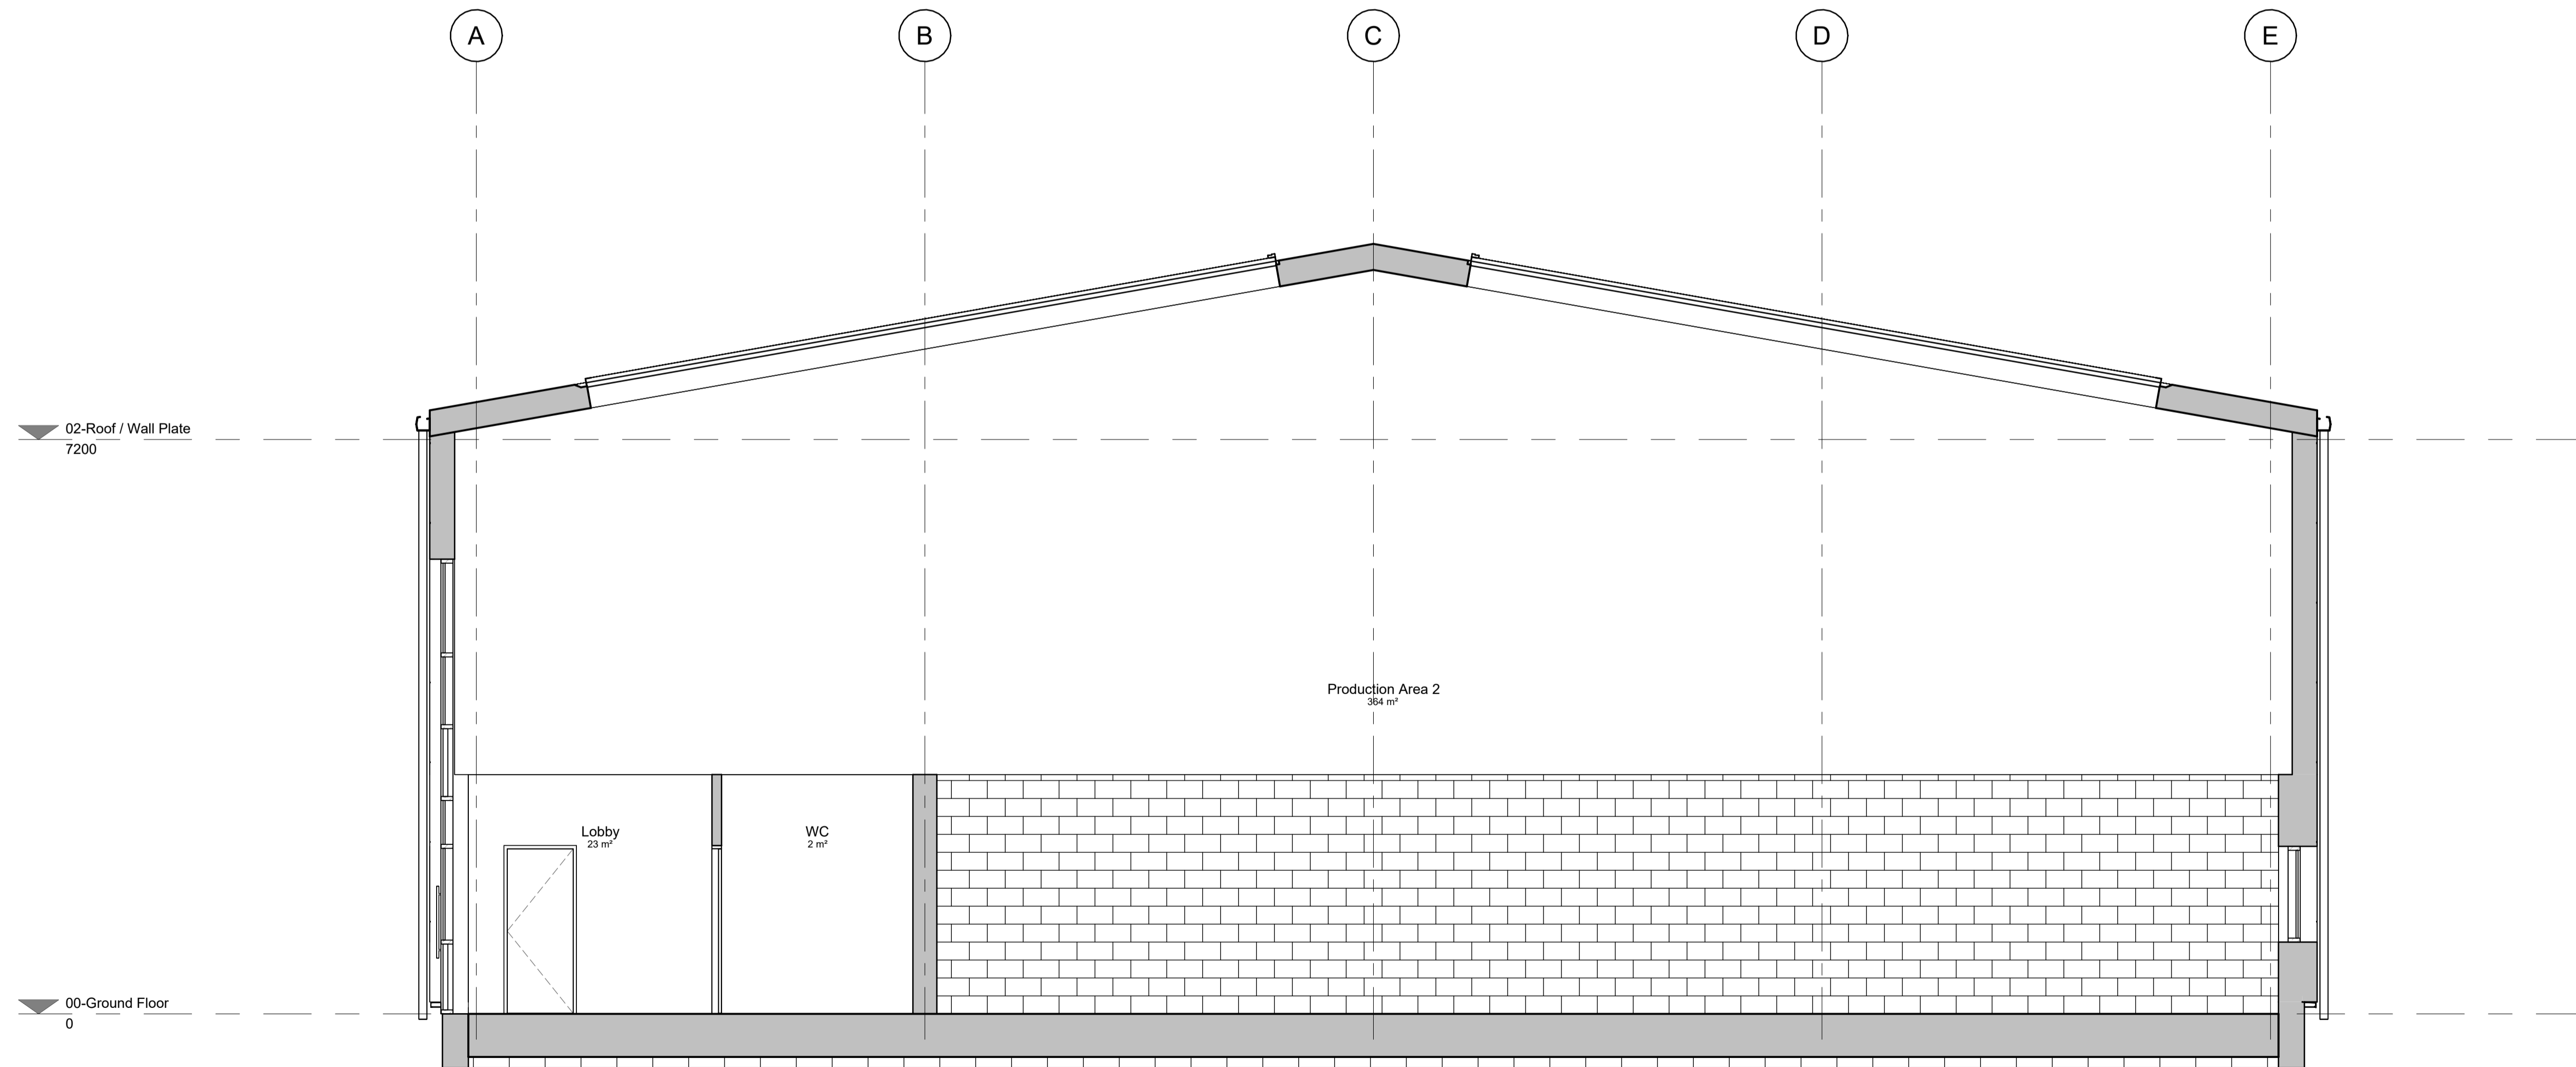 A
B
C
D
E
02-Roof / Wall Plate
7200
Production Area 2
364 m²
Lobby
23 m²
WC
2 m²
00-Ground Floor
0